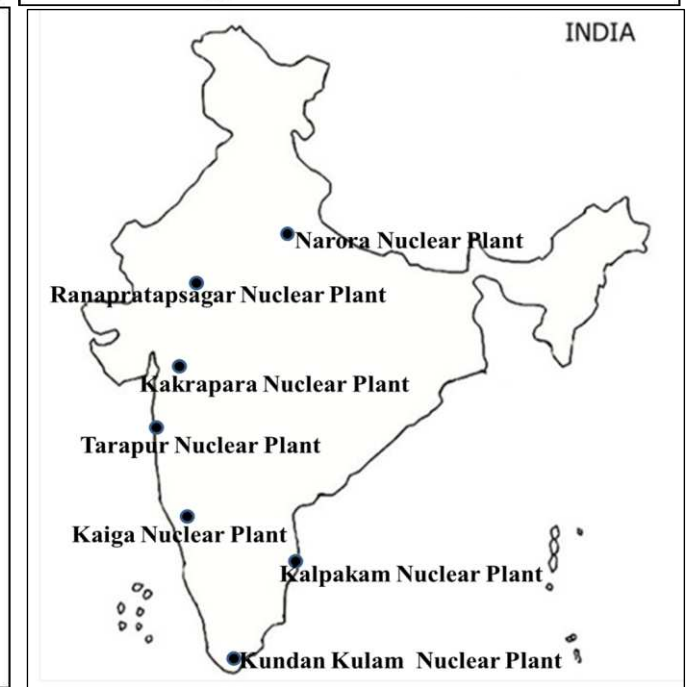 INDIA
Narora Nuclear Plant
Ranapratapsagar Nuclear Plant
Kakrapara Nuclear Plant
Tarapur Nuclear Plant
Kaiga Nuclear Plant
Kalpakam Nuclear Plant
Kundan Kulam Nuclear Plant